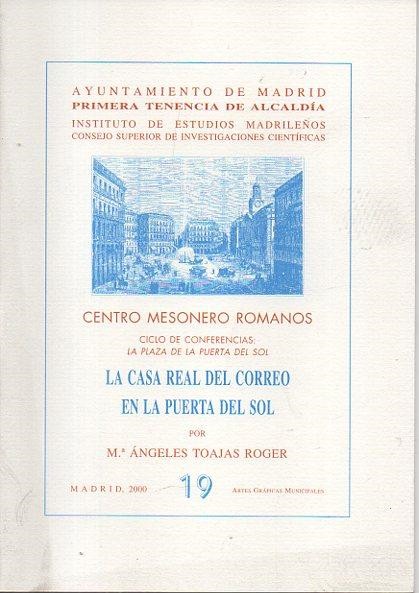 AYUNTAMIENTO DE MADRID
PRIMERA TENENCIA DE ALCALDÍA
INSTITUTO DE ESTUDIOS MADRILEÑOS
CONSEJO SUPERIOR DE INVESTIGACIONES CIENTÍFICAS
CENTRO MESONERO ROMANOS
CICLO DE CONFERENCIAS:
LA PLAZA DE LA PUERTA DEL SOL
LA CASA REAL DEL CORREO
EN LA PUERTA DEL SOL
POR
M.ª ÁNGELES TOAJAS ROGER
MADRID, 2000 19 ARTES GRÁFICAS MUNICIPALES